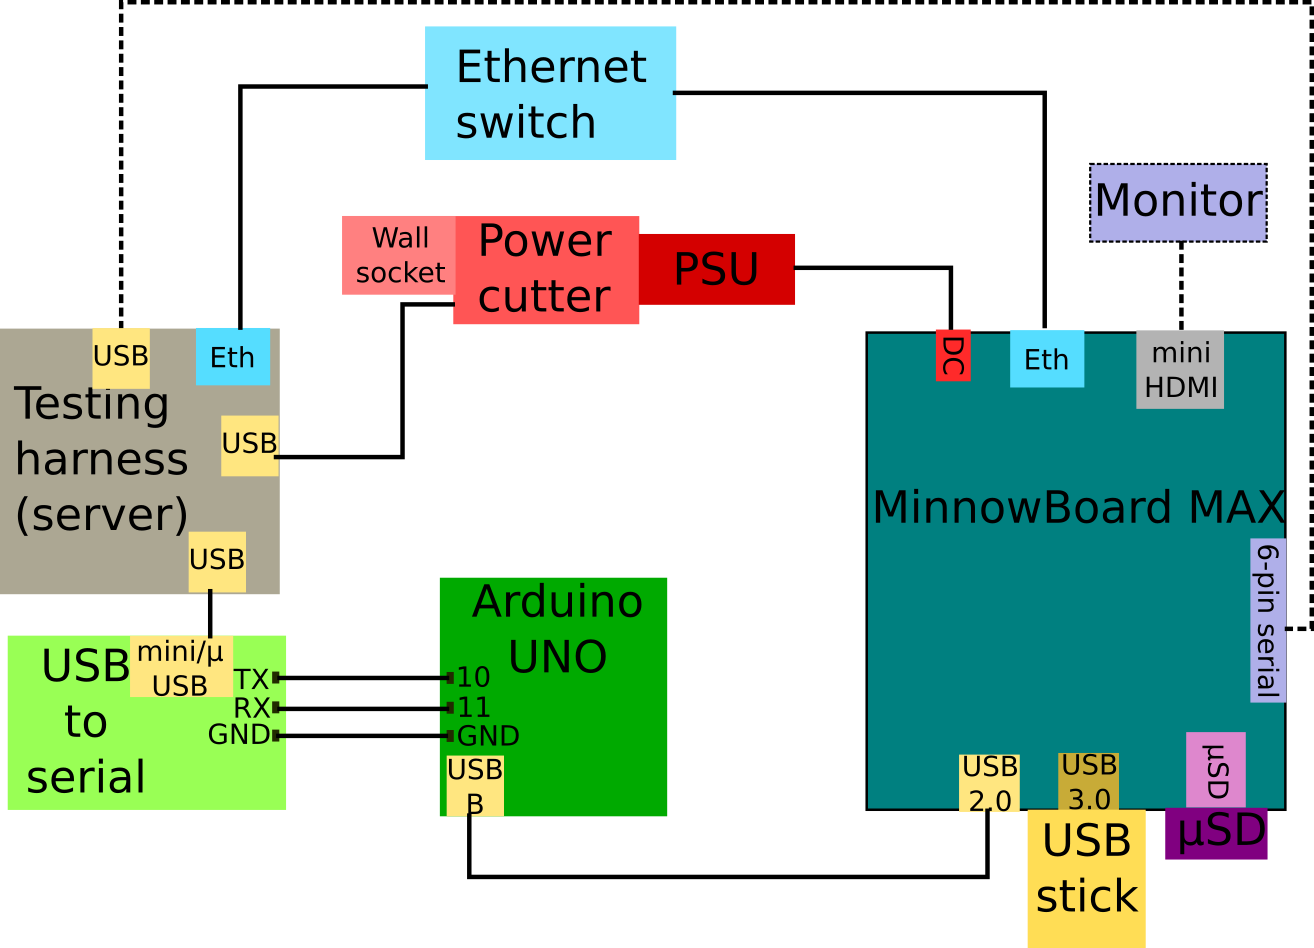 Ethernet
switch
Monitor
Wall
socket
Power
cutter
PSU
USB
Eth
Testing
harness
(server)
USB
USB
DC
Eth
mini
HDMI
MinnowBoard MAX
6-pin serial
USB
to
serial
mini/µ
USB
TX
RX
GND
Arduino
UNO
10
11
GND
USB
B
USB
2.0
USB
3.0
µSD
USB
stick
µSD